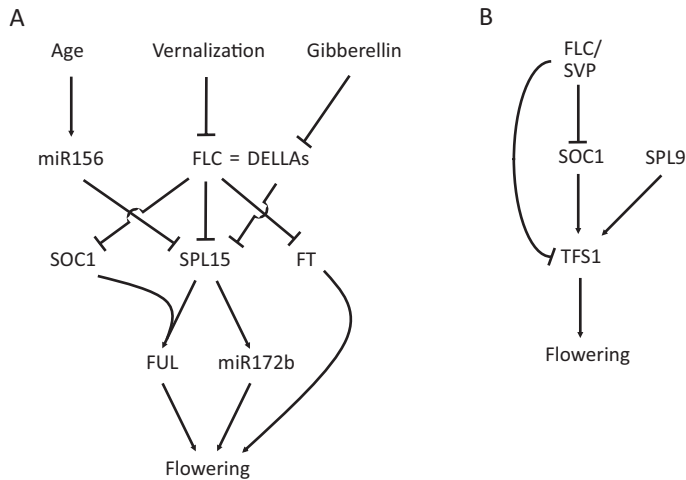 A
Age
Vernalization
Gibberellin
miR156
FLC = DELLAs
SOC1
SPL15
FT
FUL
miR172b
Flowering
B
FLC/
SVP
SOC1
SPL9
TFS1
Flowering